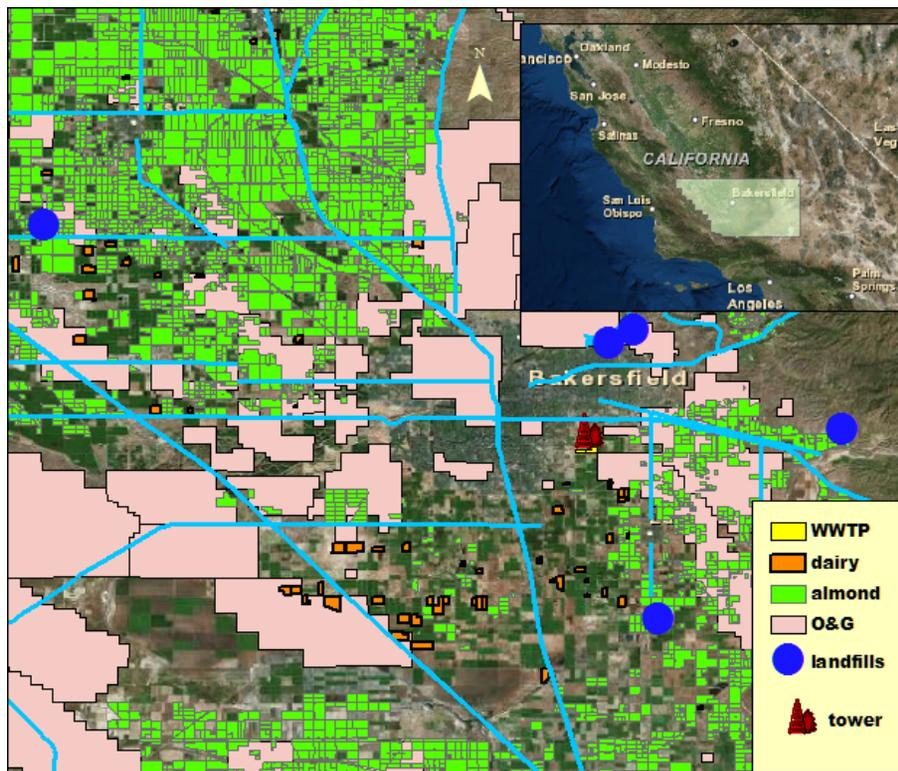 N
Oakland
ancisco
Modesto
San Jose
Salinas
Fresno
Las
Veg
CALIFORNIA
San Luis
Obispo
Bakersfield
Los
Angeles
Palm
Springs
Bakersfield
WWTP
dairy
almond
O&G
landfills
tower